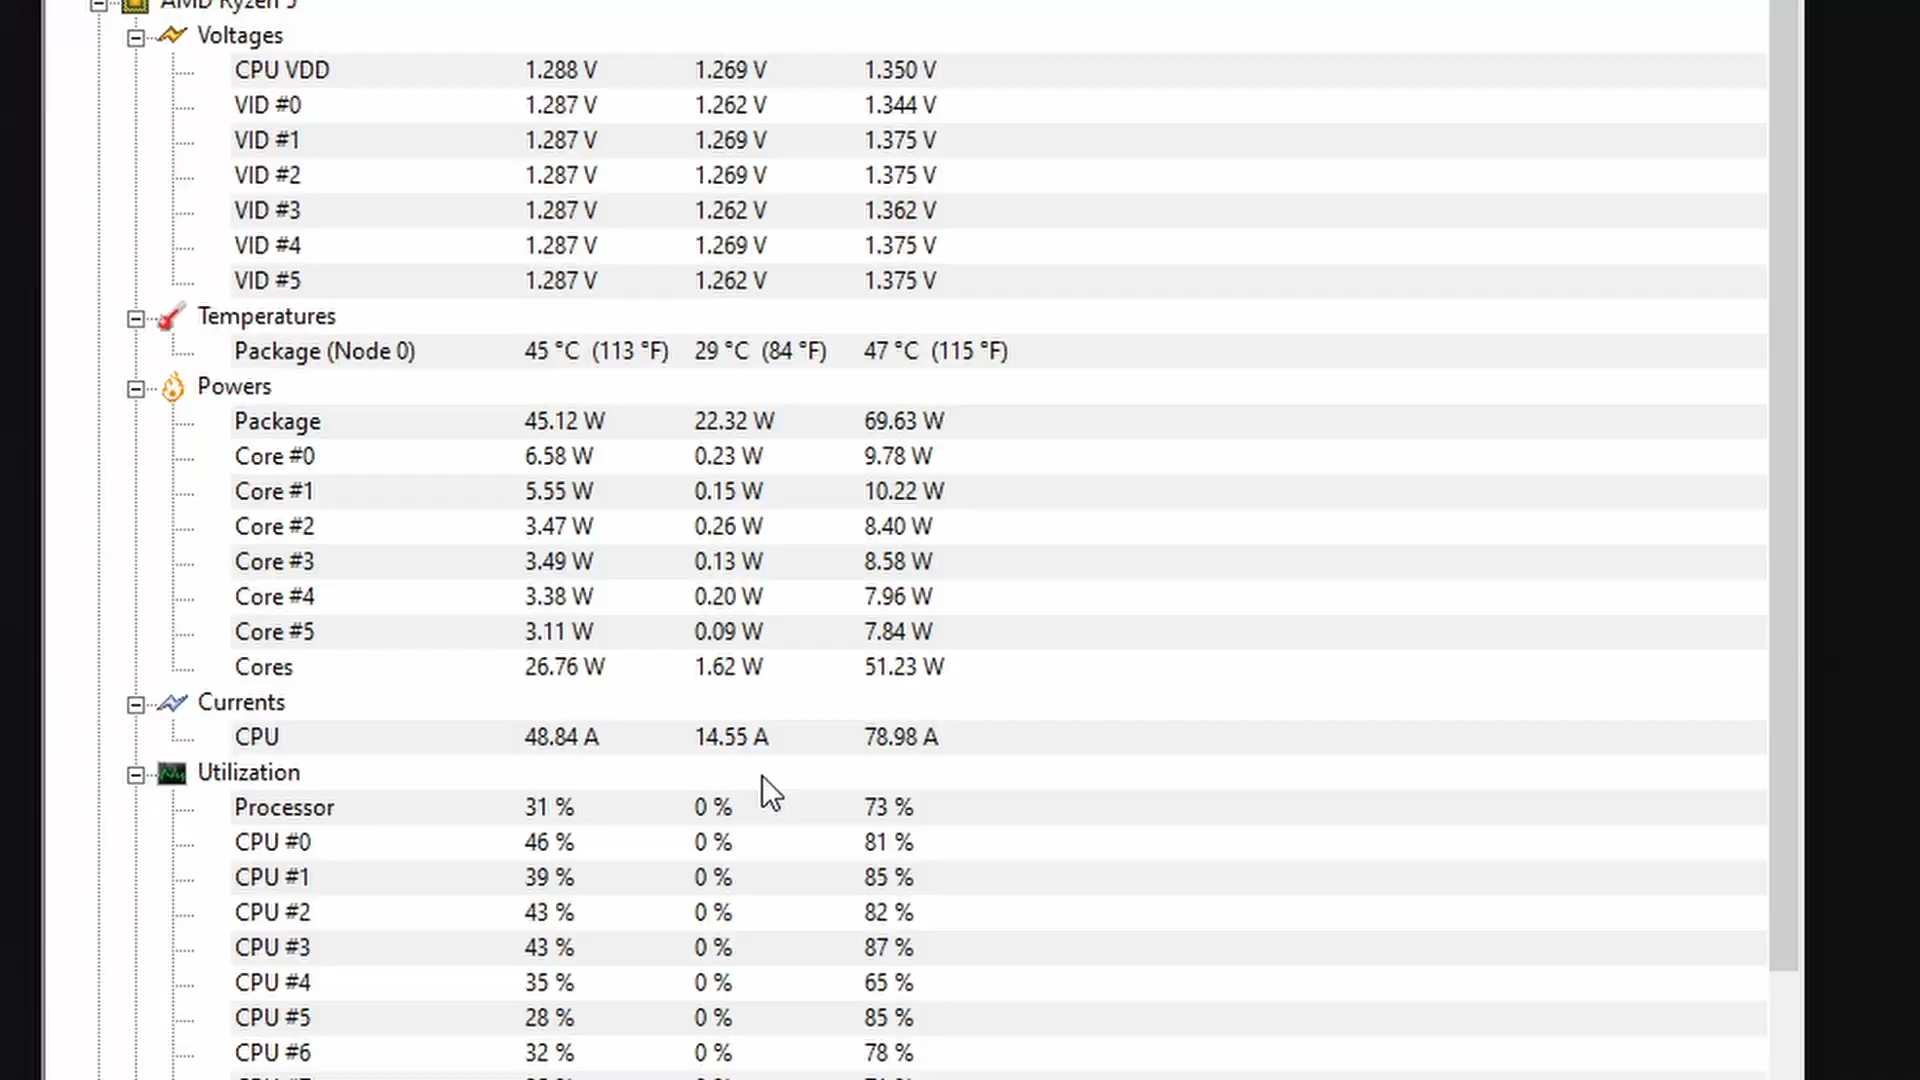 AMD Ryzen 5
Voltages
CPU VDD 1.288 V 1.269 V 1.350 V
VID #0 1.287 V 1.262 V 1.344 V
VID #1 1.287 V 1.269 V 1.375 V
VID #2 1.287 V 1.269 V 1.375 V
VID #3 1.287 V 1.262 V 1.362 V
VID #4 1.287 V 1.269 V 1.375 V
VID #5 1.287 V 1.262 V 1.375 V
Temperatures
Package (Node 0) 45 °C (113 °F) 29 °C (84 °F) 47 °C (115 °F)
Powers
Package 45.12 W 22.32 W 69.63 W
Core #0 6.58 W 0.23 W 9.78 W
Core #1 5.55 W 0.15 W 10.22 W
Core #2 3.47 W 0.26 W 8.40 W
Core #3 3.49 W 0.13 W 8.58 W
Core #4 3.38 W 0.20 W 7.96 W
Core #5 3.11 W 0.09 W 7.84 W
Cores 26.76 W 1.62 W 51.23 W
Currents
CPU 48.84 A 14.55 A 78.98 A
Utilization
Processor 31 % 0 % 73 %
CPU #0 46 % 0 % 81 %
CPU #1 39 % 0 % 85 %
CPU #2 43 % 0 % 82 %
CPU #3 43 % 0 % 87 %
CPU #4 35 % 0 % 65 %
CPU #5 28 % 0 % 85 %
CPU #6 32 % 0 % 78 %